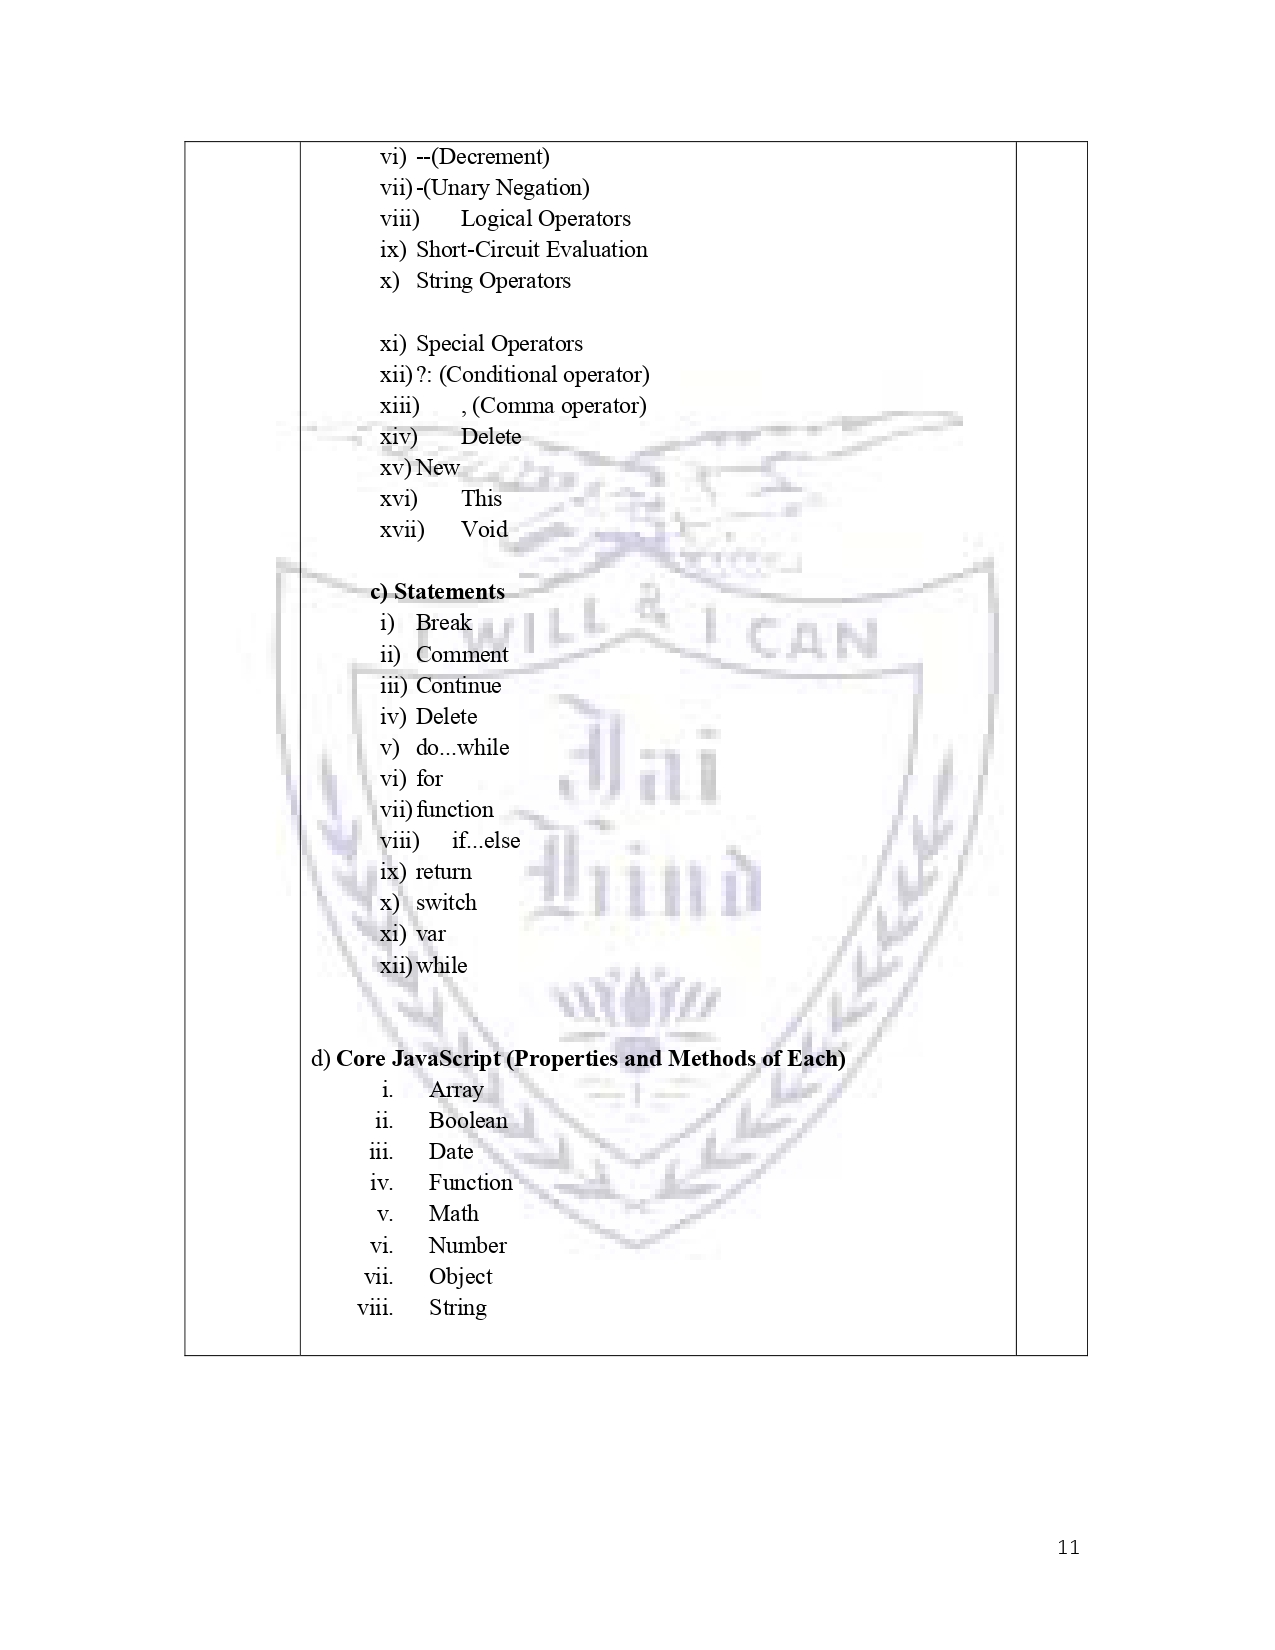 vi) --(Decrement)
vii) -(Unary Negation)
viii) Logical Operators
ix) Short-Circuit Evaluation
x) String Operators
xi) Special Operators
xii) ?: (Conditional operator)
xiii) , (Comma operator)
xiv) Delete
xv) New
xvi) This
xvii) Void
c) Statements
I WILL & I CAN
i) Break
ii) Comment
iii) Continue
iv) Delete
v) do...while
vi) for
vii) function
viii) if...else
ix) return
x) switch
xi) var
xii) while
Jai
Hind
d) Core JavaScript (Properties and Methods of Each)
i. Array
ii. Boolean
iii. Date
iv. Function
v. Math
vi. Number
vii. Object
viii. String
11